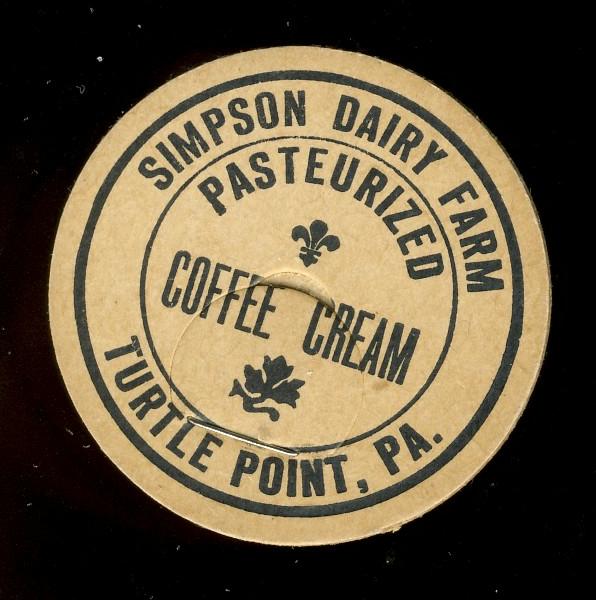 SIMPSON DAIRY FARM
PASTEURIZED
COFFEE CREAM
TURTLE POINT, PA.